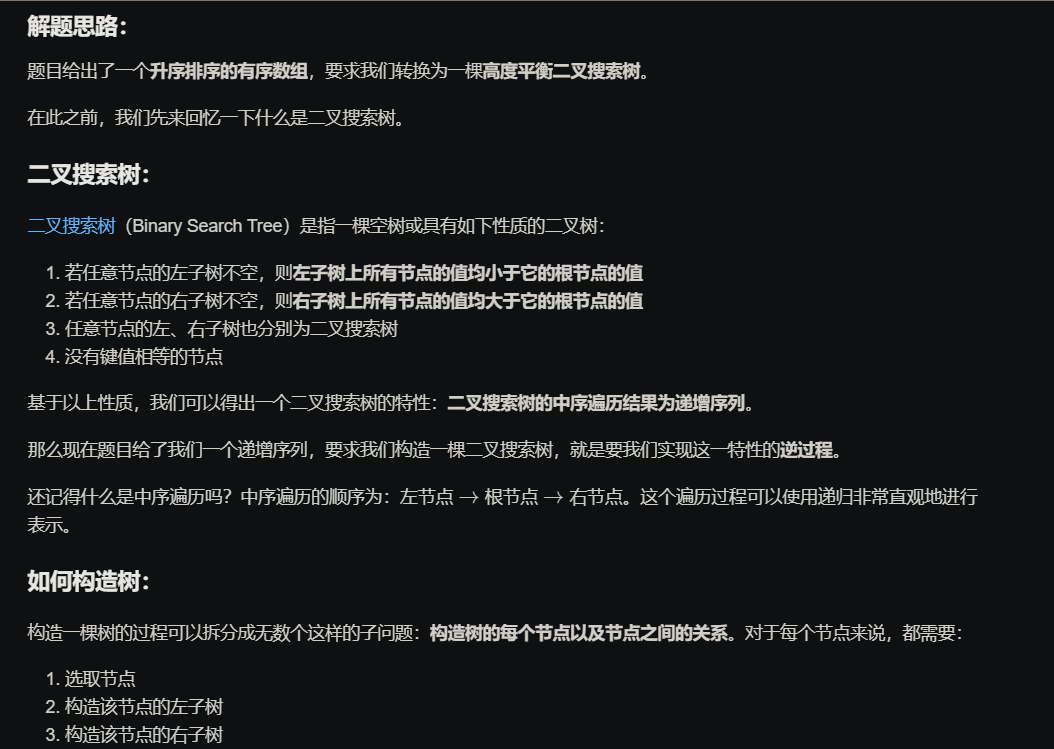 解题思路：
题目给出了一个升序排序的有序数组，要求我们转换为一棵高度平衡二叉搜索树。
在此之前，我们先来回忆一下什么是二叉搜索树。
二叉搜索树：
二叉搜索树（Binary Search Tree）是指一棵空树或具有如下性质的二叉树：
1. 若任意节点的左子树不空，则左子树上所有节点的值均小于它的根节点的值
2. 若任意节点的右子树不空，则右子树上所有节点的值均大于它的根节点的值
3. 任意节点的左、右子树也分别为二叉搜索树
4. 没有键值相等的节点
基于以上性质，我们可以得出一个二叉搜索树的特性：二叉搜索树的中序遍历结果为递增序列。
那么现在题目给了我们一个递增序列，要求我们构造一棵二叉搜索树，就是要我们实现这一特性的逆过程。
还记得什么是中序遍历吗？中序遍历的顺序为：左节点 → 根节点 → 右节点。这个遍历过程可以使用递归非常直观地进行
表示。
如何构造树：
构造一棵树的过程可以拆分成无数个这样的子问题：构造树的每个节点以及节点之间的关系。对于每个节点来说，都需要：
1. 选取节点
2. 构造该节点的左子树
3. 构造该节点的右子树